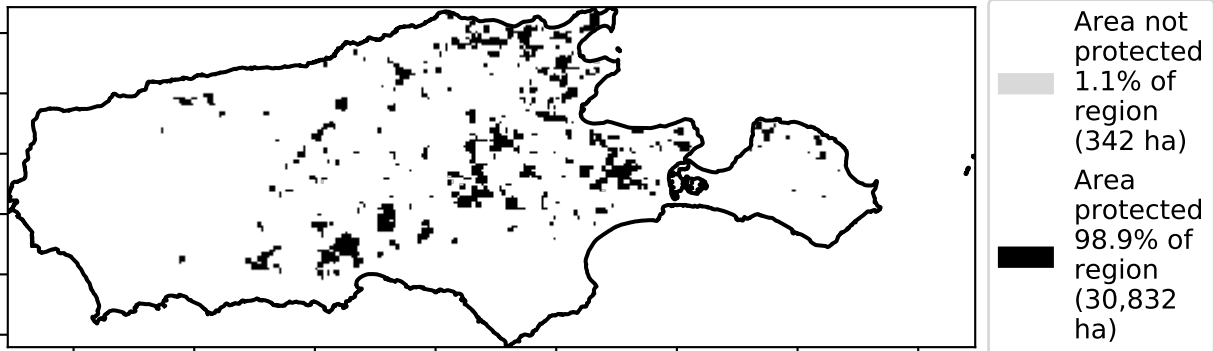 Area not
protected
1.1% of
region
(342 ha)
Area
protected
98.9% of
region
(30,832
ha)